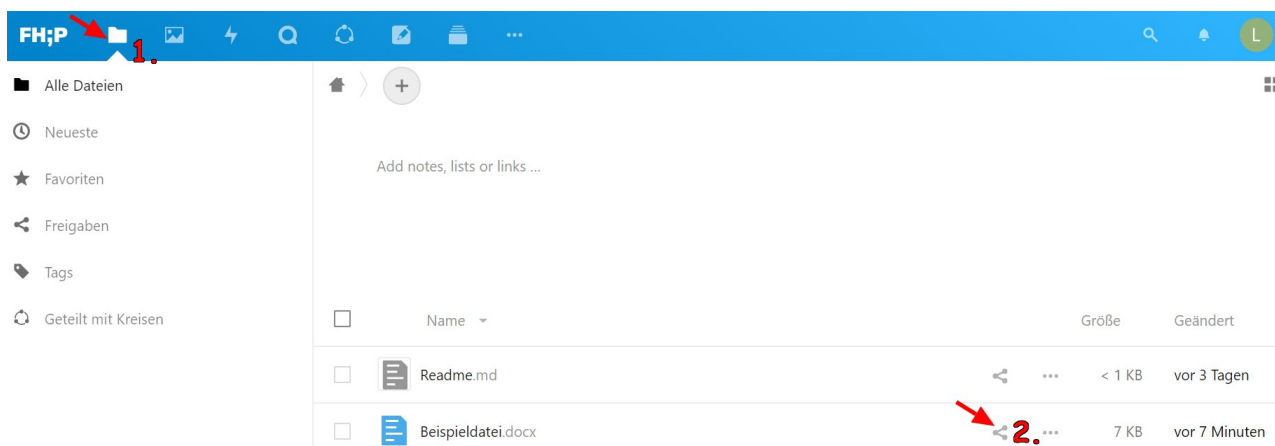 FH;P
1.
L
Alle Dateien
Neueste
Favoriten
Freigaben
Tags
Geteilt mit Kreisen
+
Add notes, lists or links ...
Name Größe Geändert
Readme.md < 1 KB vor 3 Tagen
Beispieldatei.docx 2. 7 KB vor 7 Minuten